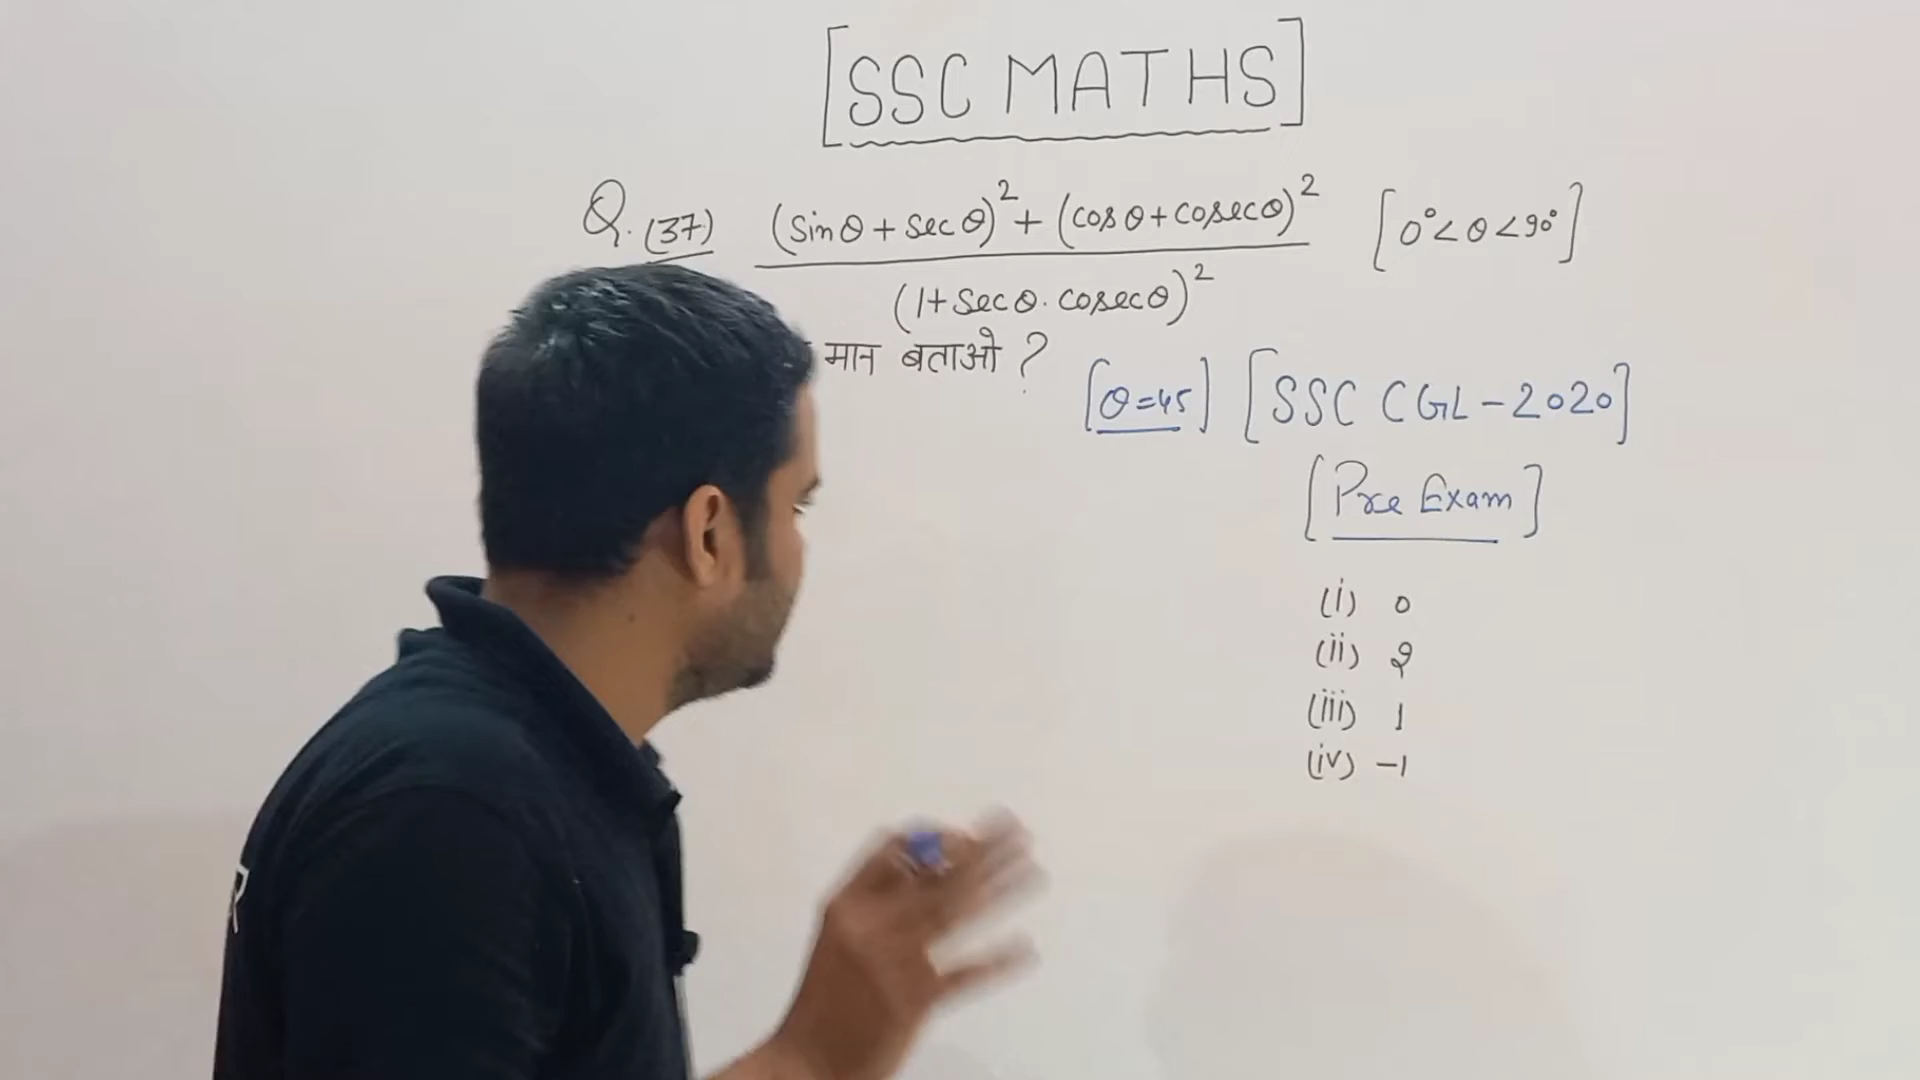 [SSC MATHS]
Q. (37) (sinθ + secθ)² + (cosθ + cosecθ)² [0° < θ < 90°]
(1 + secθ. cosecθ)²
मान बताओ ?
[θ=45] [SSC CGL - 2020]
[Pre Exam]
(i) 0
(ii) 2
(iii) 1
(iv) -1
R